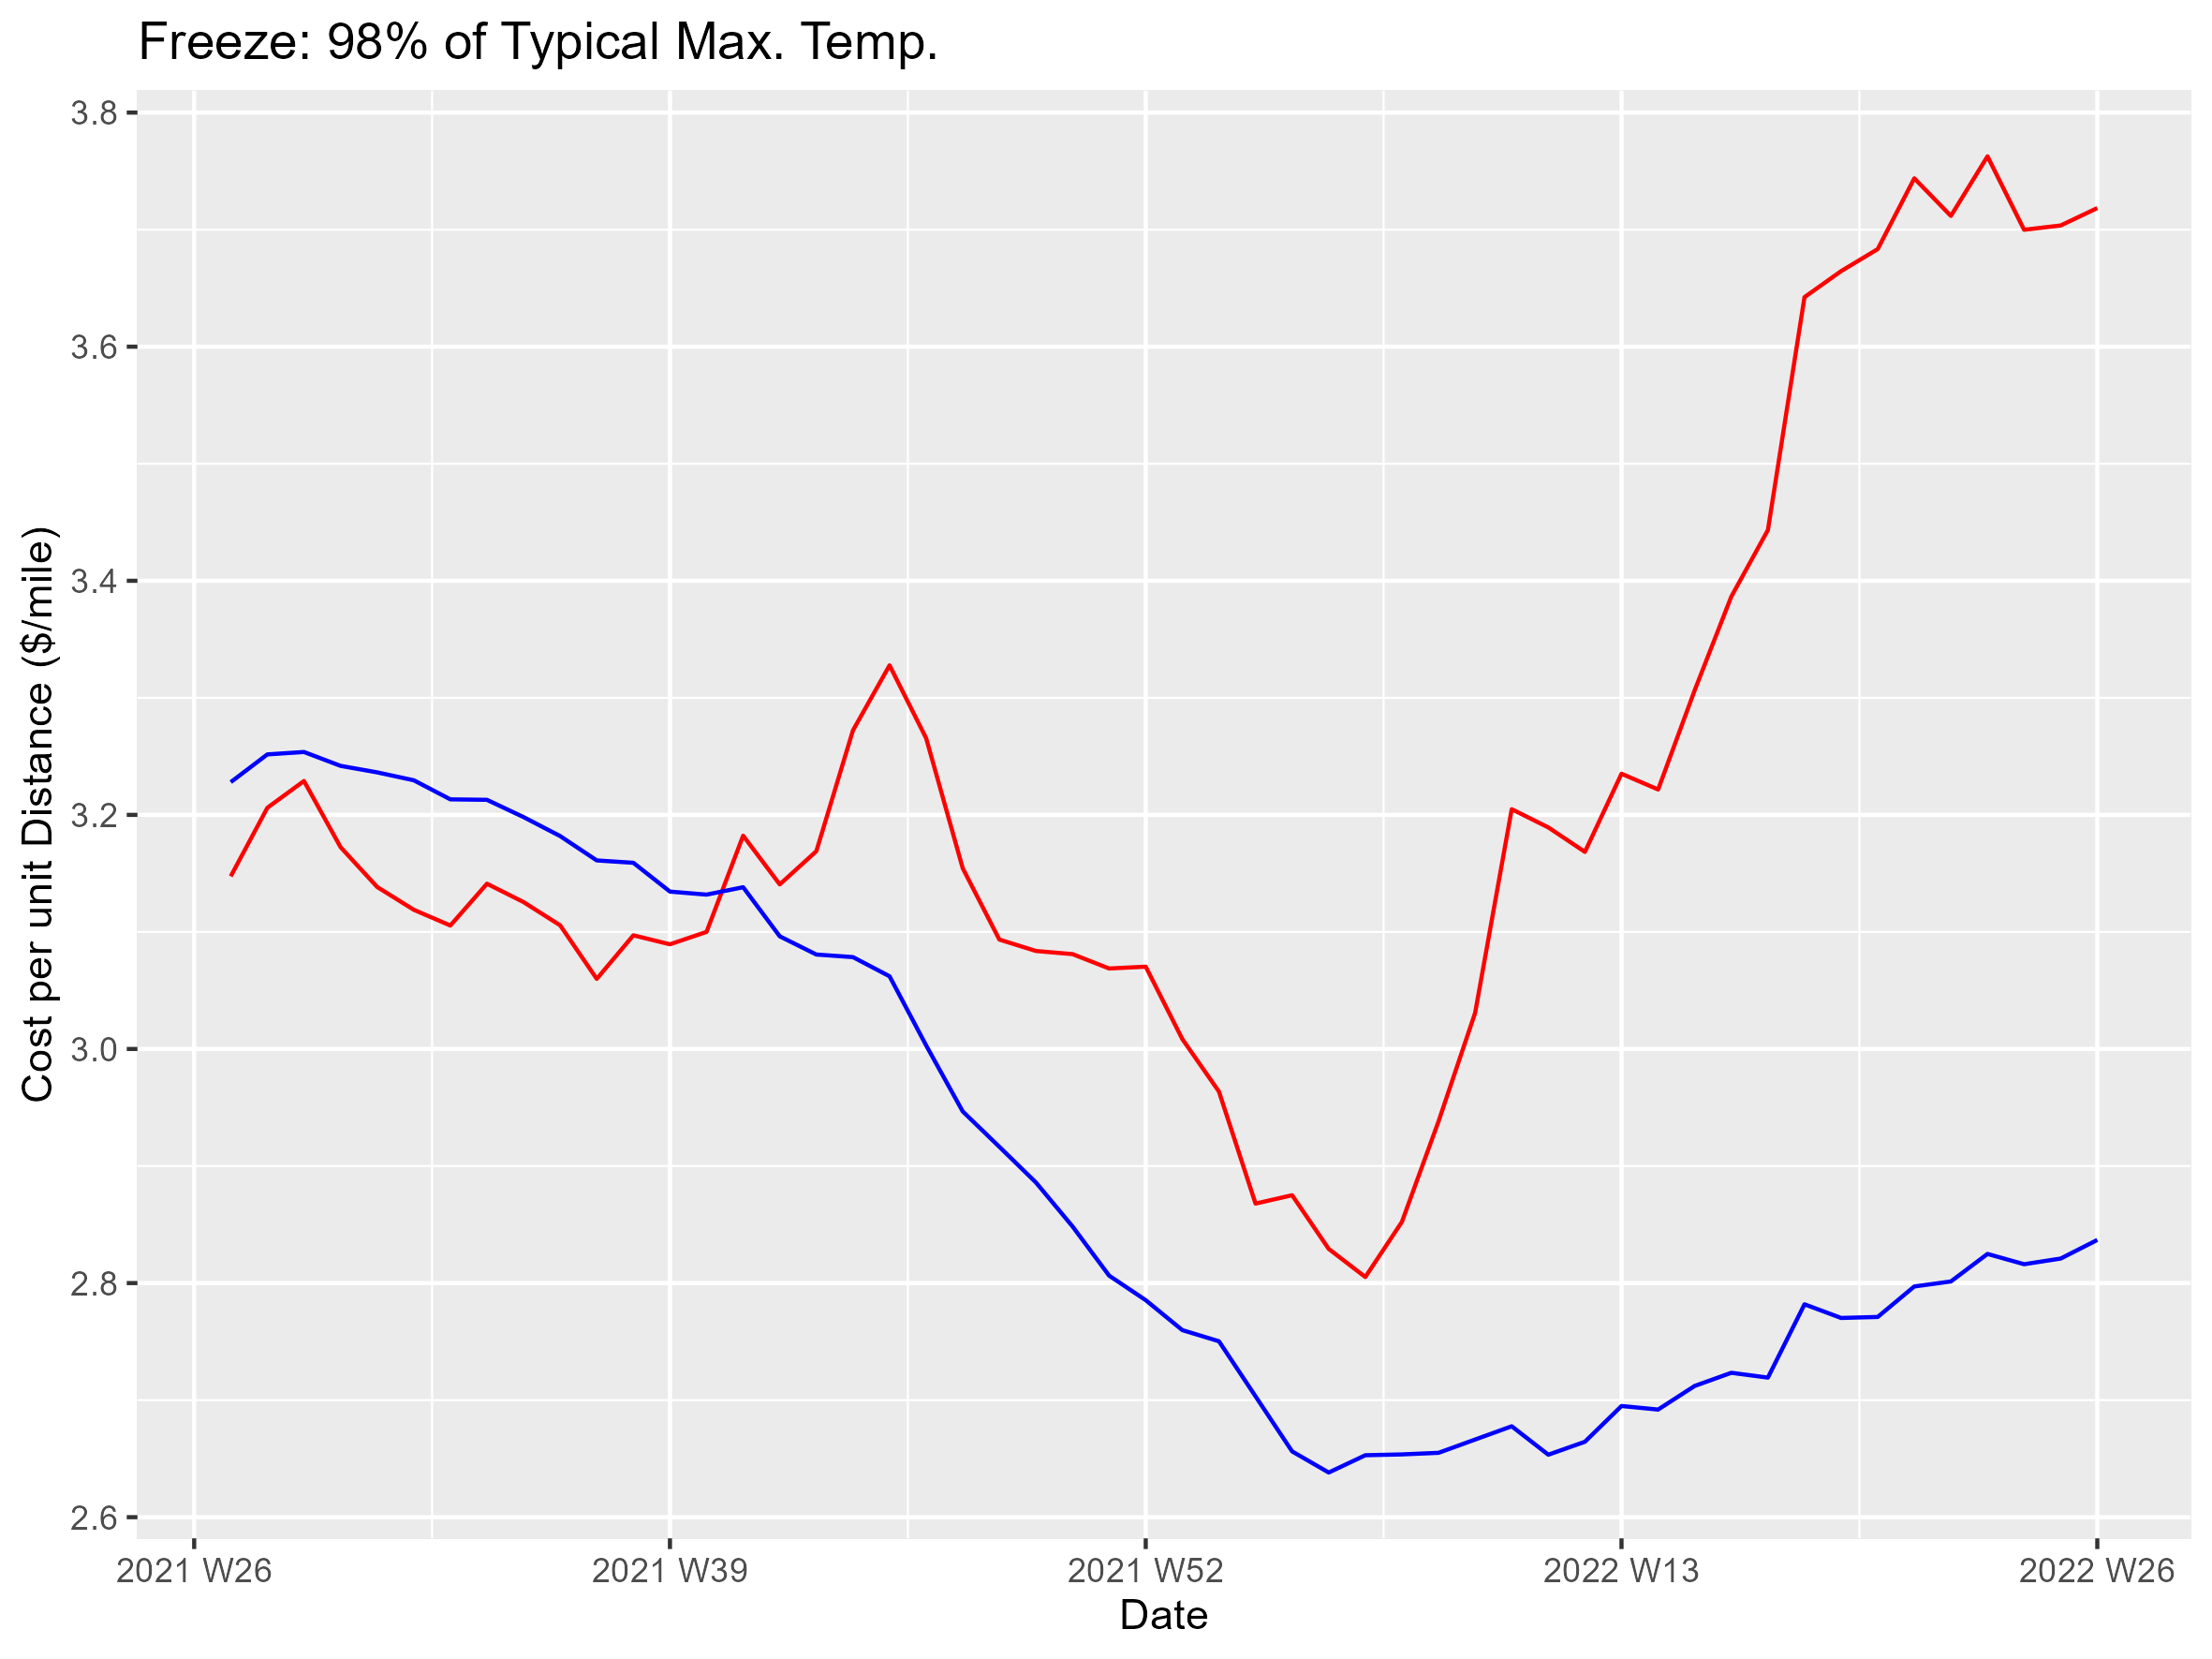 Freeze: 98% of Typical Max. Temp.
Cost per unit Distance ($/mile)
3.8
3.6
3.4
3.2
3.0
2.8
2.6
2021 W26
2021 W39
2021 W52
2022 W13
2022 W26
Date